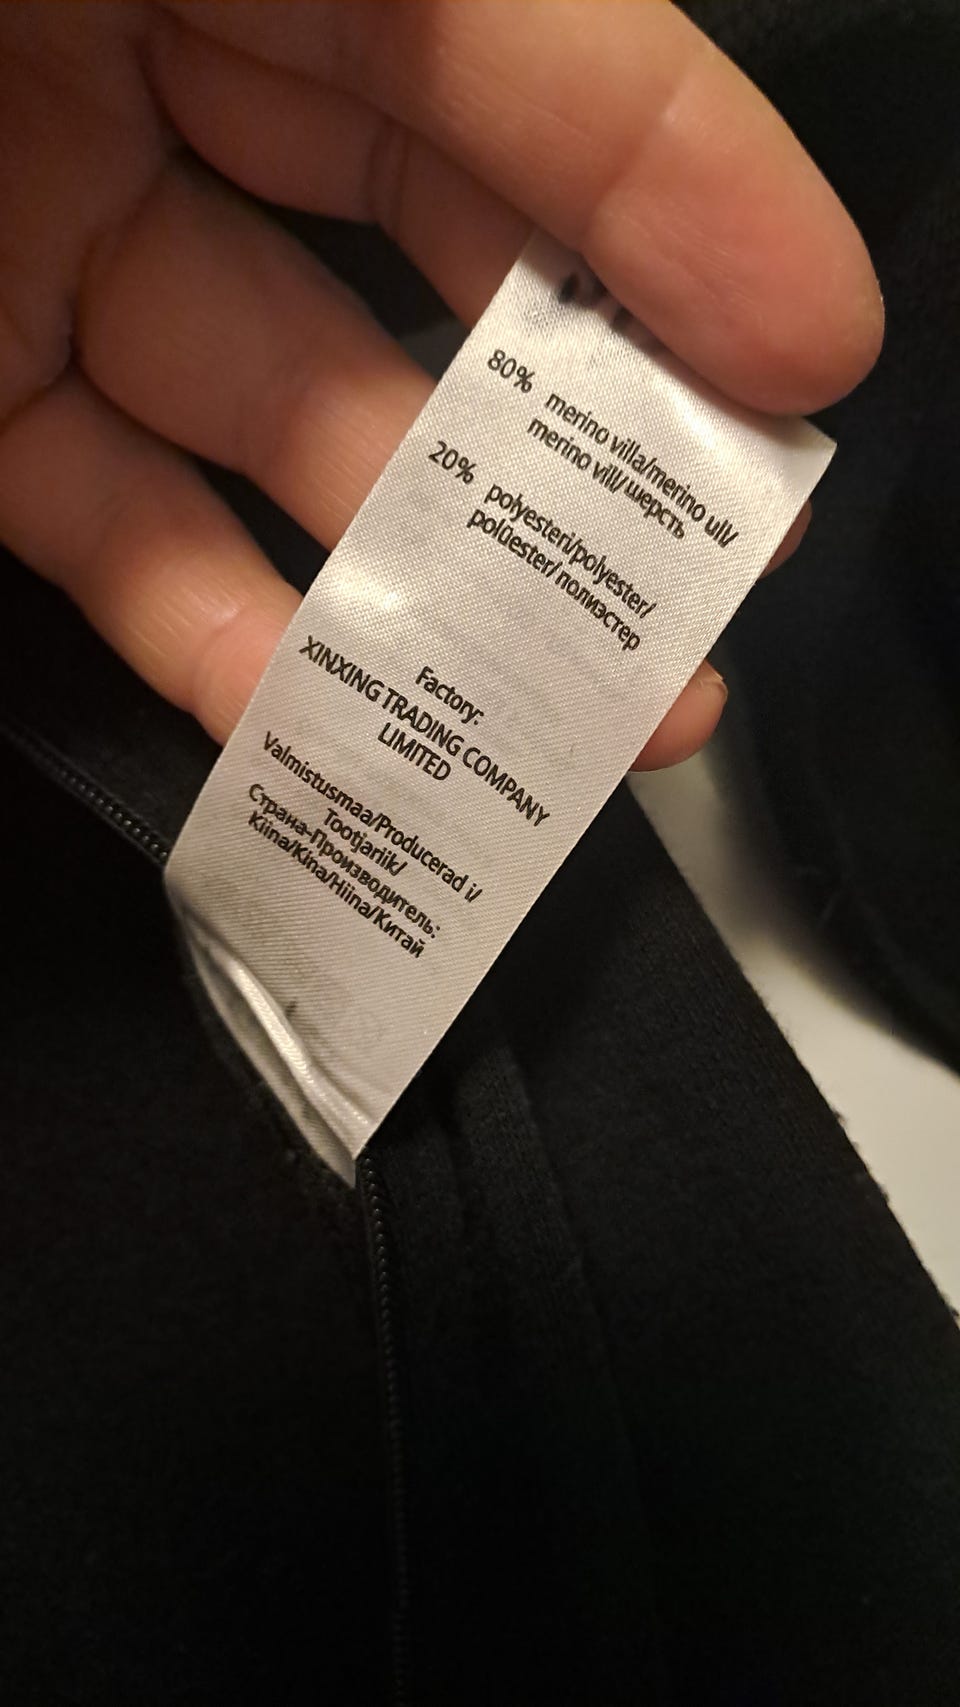 80% merino villa/merino ull/
merino vill/шерсть
20% polyesteri/polyester/
polüester/полиэстер
Factory:
XINXING TRADING COMPANY
LIMITED
Valmistusmaa/Producerad i/
Tootjariik/
Страна-Производитель:
Kiina/Kina/Hiina/Китай